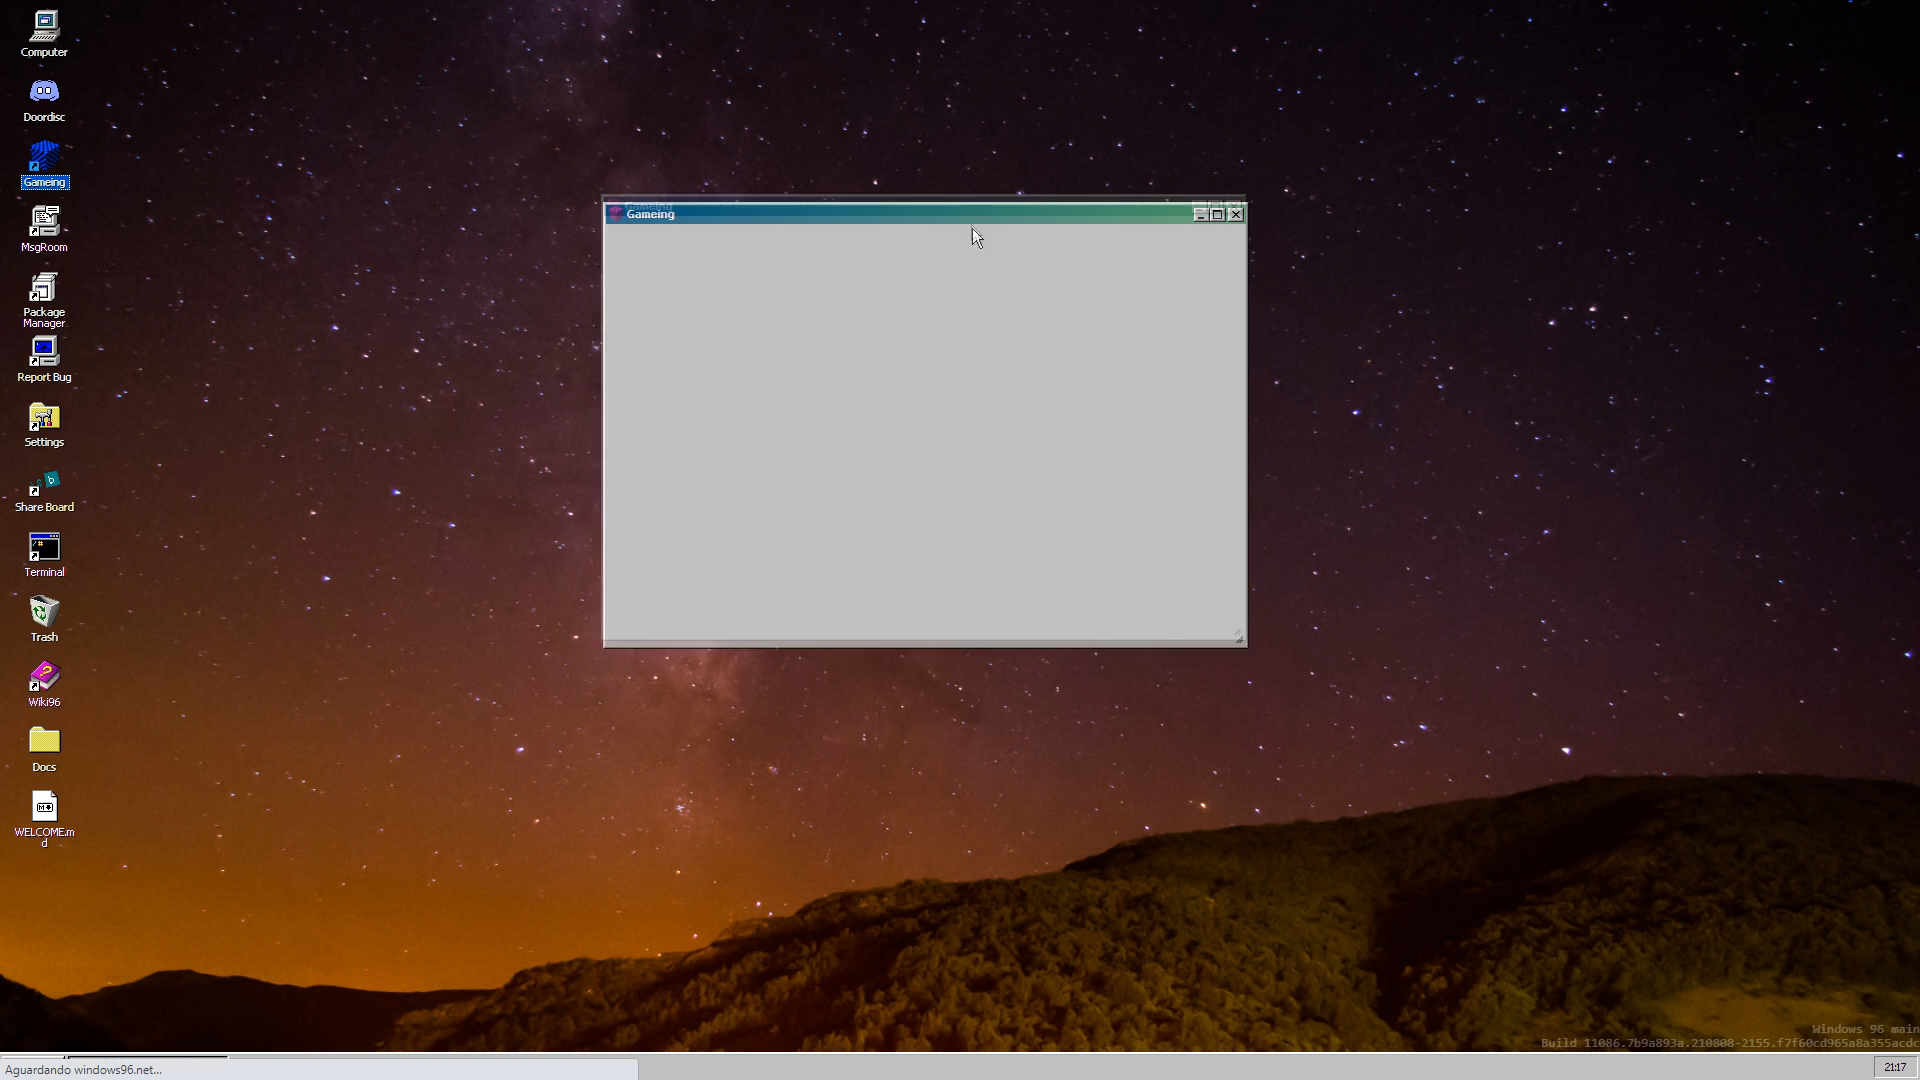 Computer
Doordisc
Gameing
MsgRoom
Package
Manager
Report Bug
Settings
Share Board
Terminal
Trash
Wiki96
Docs
WELCOME.m
d
Gameing
Gameing
Windows 96 main
Build 11086.7b9a893a.210808-2155.f7f60cd965a8a355acdc
Aguardando windows96.net...
21:17